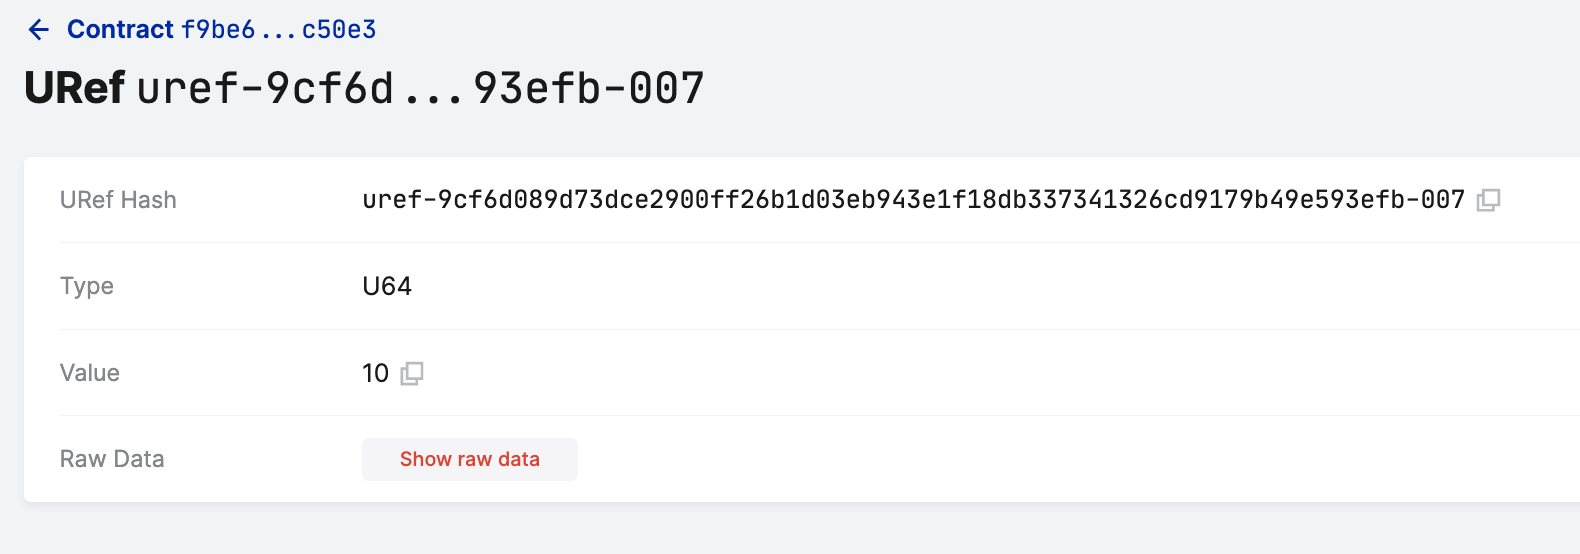 ← Contract f9be6...c50e3
URef uref-9cf6d...93efb-007
URef Hash uref-9cf6d089d73dce2900ff26b1d03eb943e1f18db337341326cd9179b49e593efb-007
Type U64
Value 10
Raw Data Show raw data